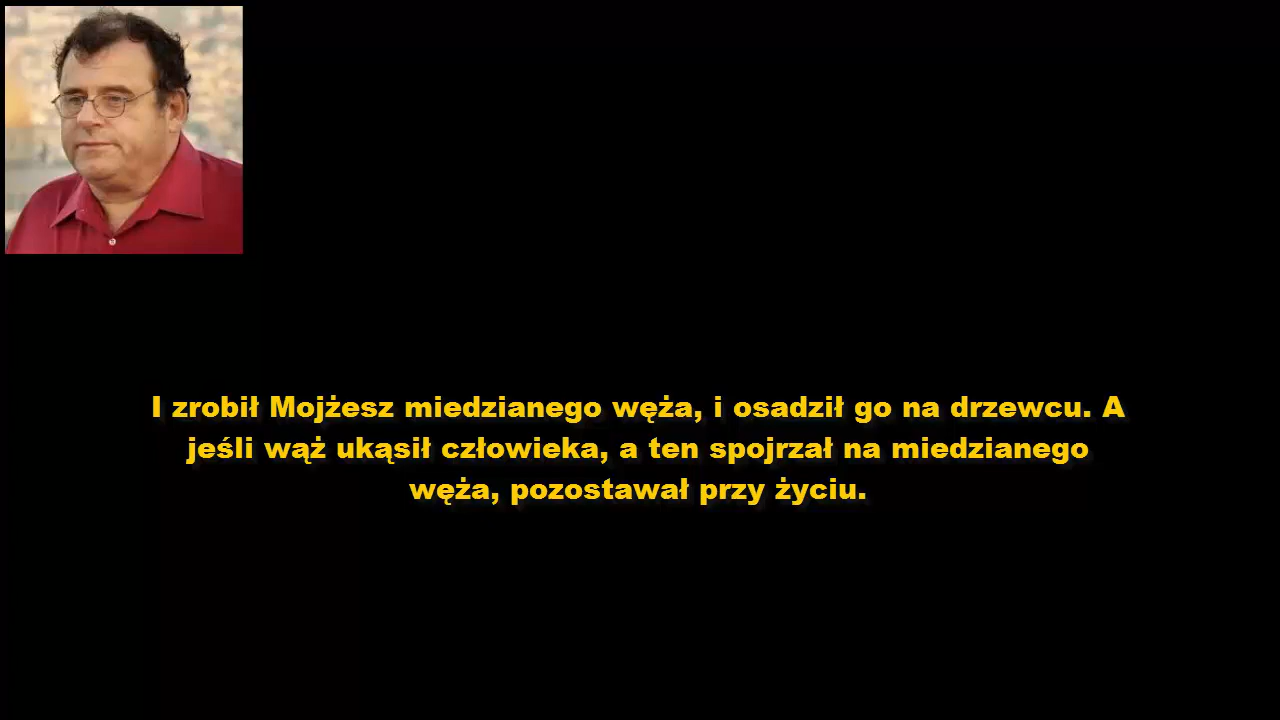 I zrobił Mojżesz miedzianego węża, i osadził go na drzewcu. A
jeśli wąż ukąsił człowieka, a ten spojrzał na miedzianego
węża, pozostawał przy życiu.